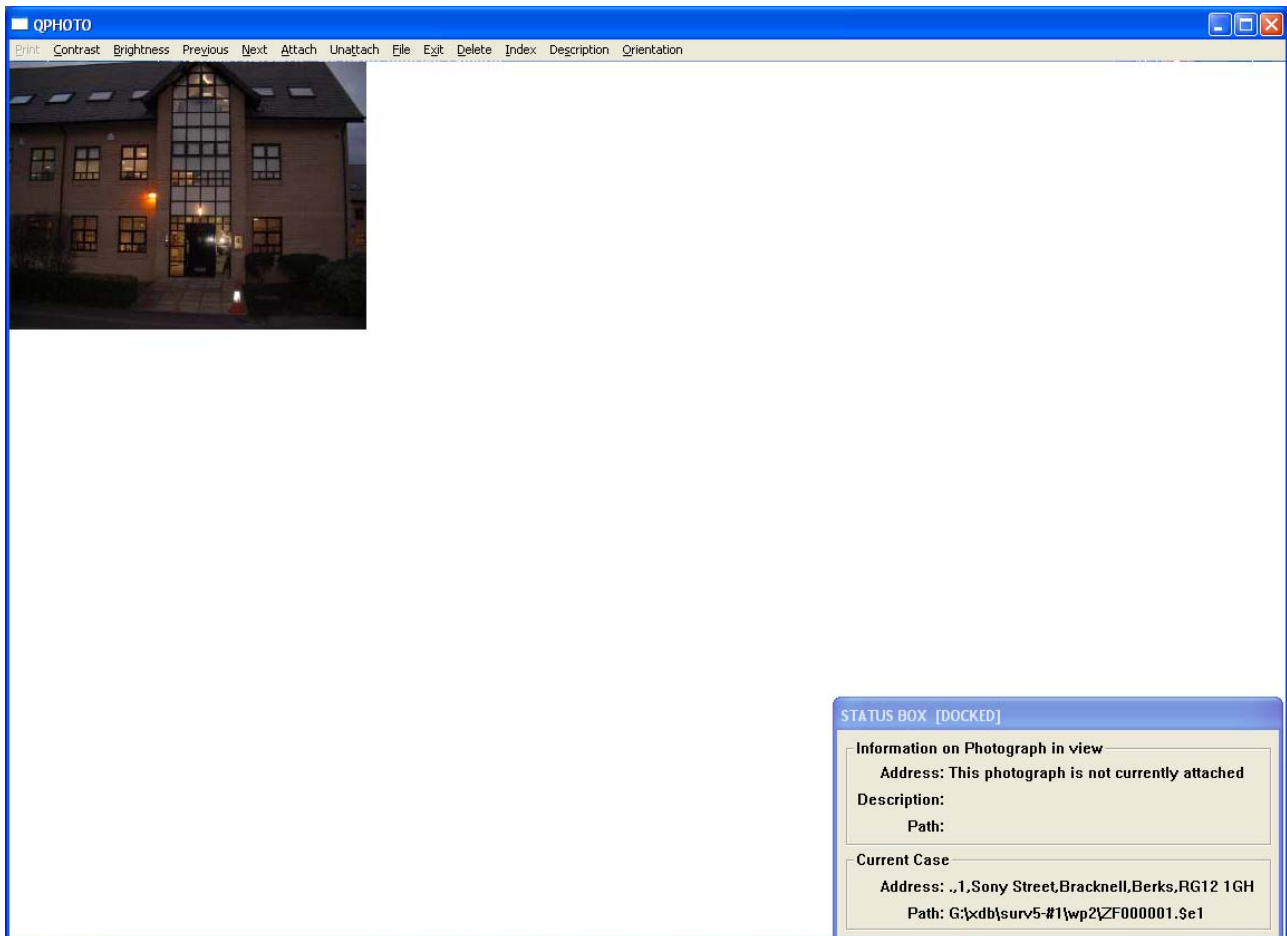 QPHOTO
Print Contrast Brightness Previous Next Attach Unattach File Exit Delete Index Description Orientation
STATUS BOX [DOCKED]
Information on Photograph in view
Address: This photograph is not currently attached
Description:
Path:
Current Case
Address: .,1,Sony Street,Bracknell,Berks,RG12 1GH
Path: G:\xdb\surv5-#1\wp2\ZF000001.$e1